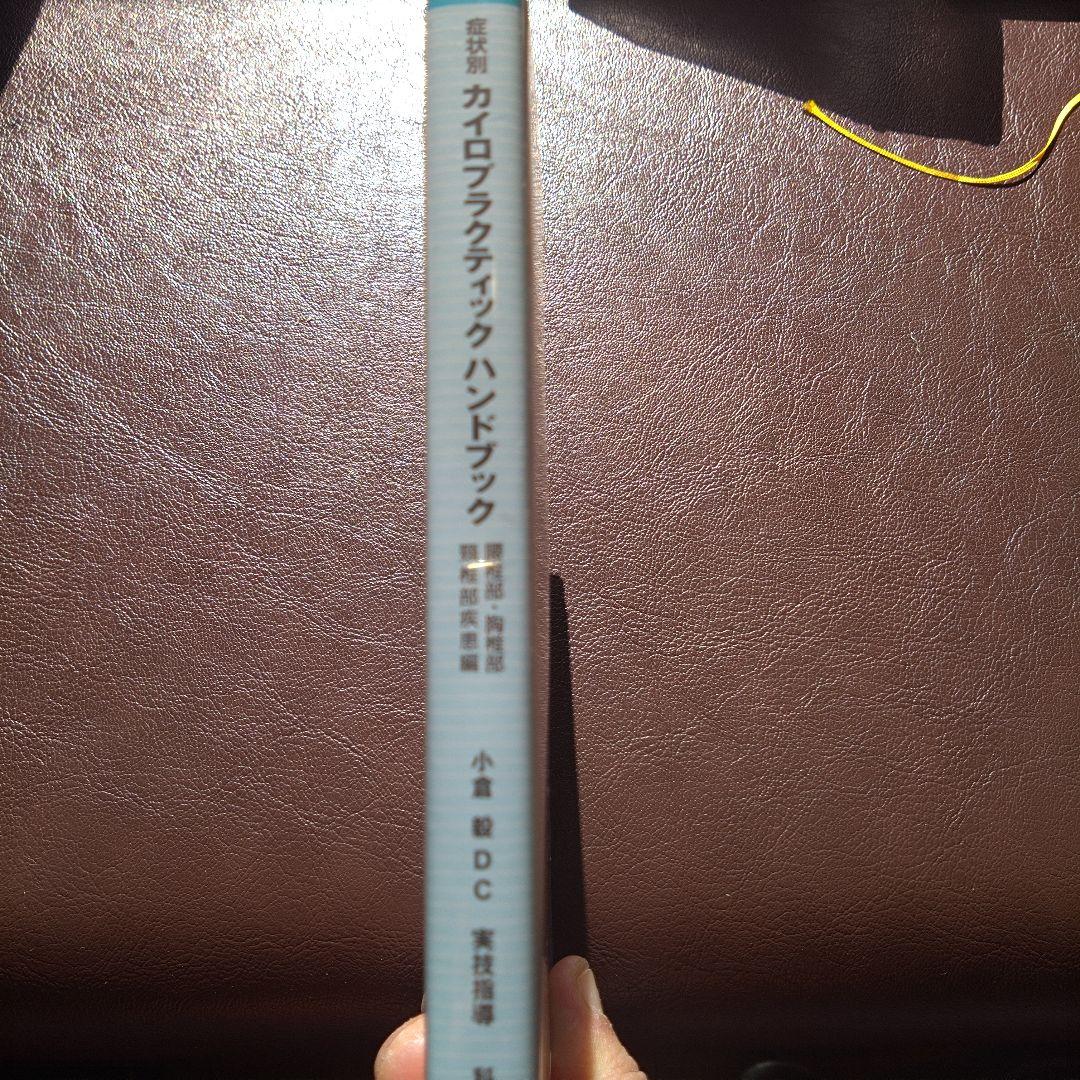 症状別 カイロプラクティック ハンドブック
腰椎部・胸椎部
頸椎部疾患編
小倉 毅 DC 実技指導 科